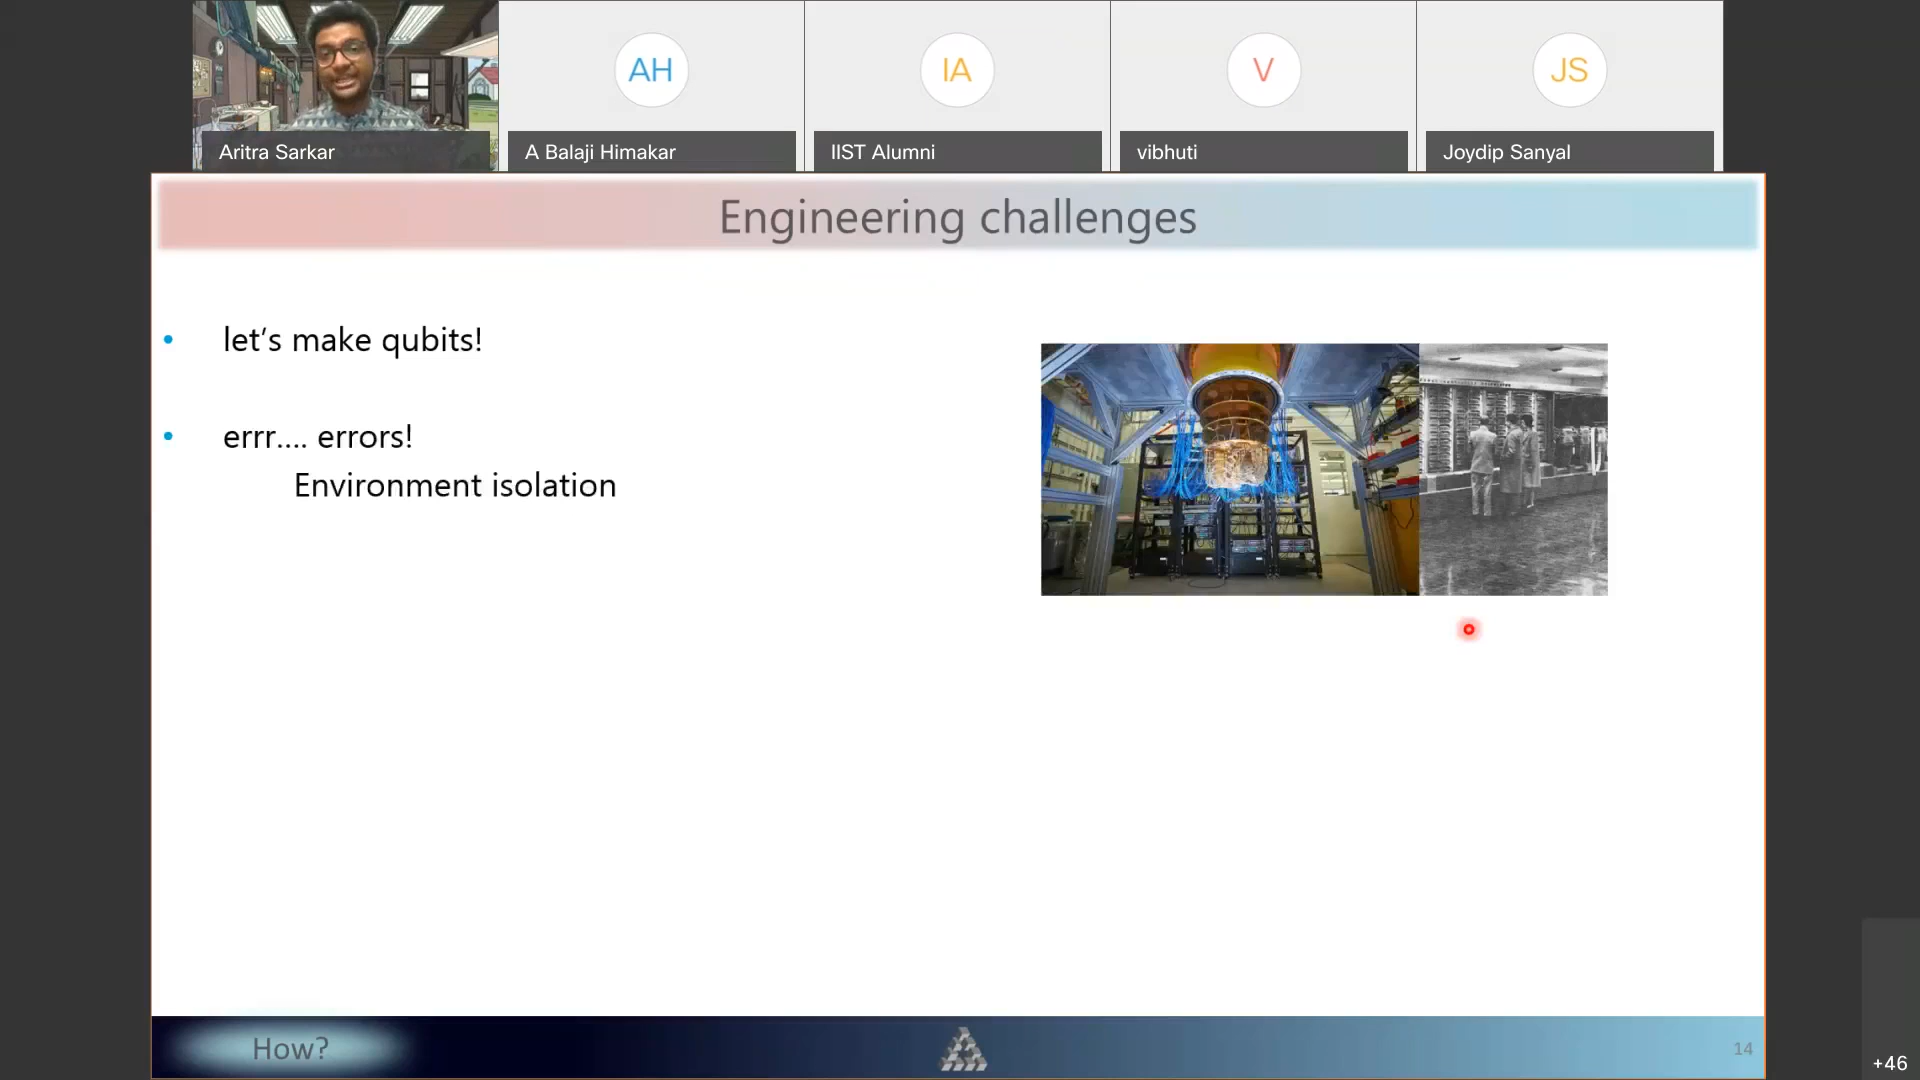 AH
IA
V
JS
Aritra Sarkar
A Balaji Himakar
IIST Alumni
vibhuti
Joydip Sanyal
Engineering challenges
• let’s make qubits!
• errr.... errors!
Environment isolation
How?
14
+46